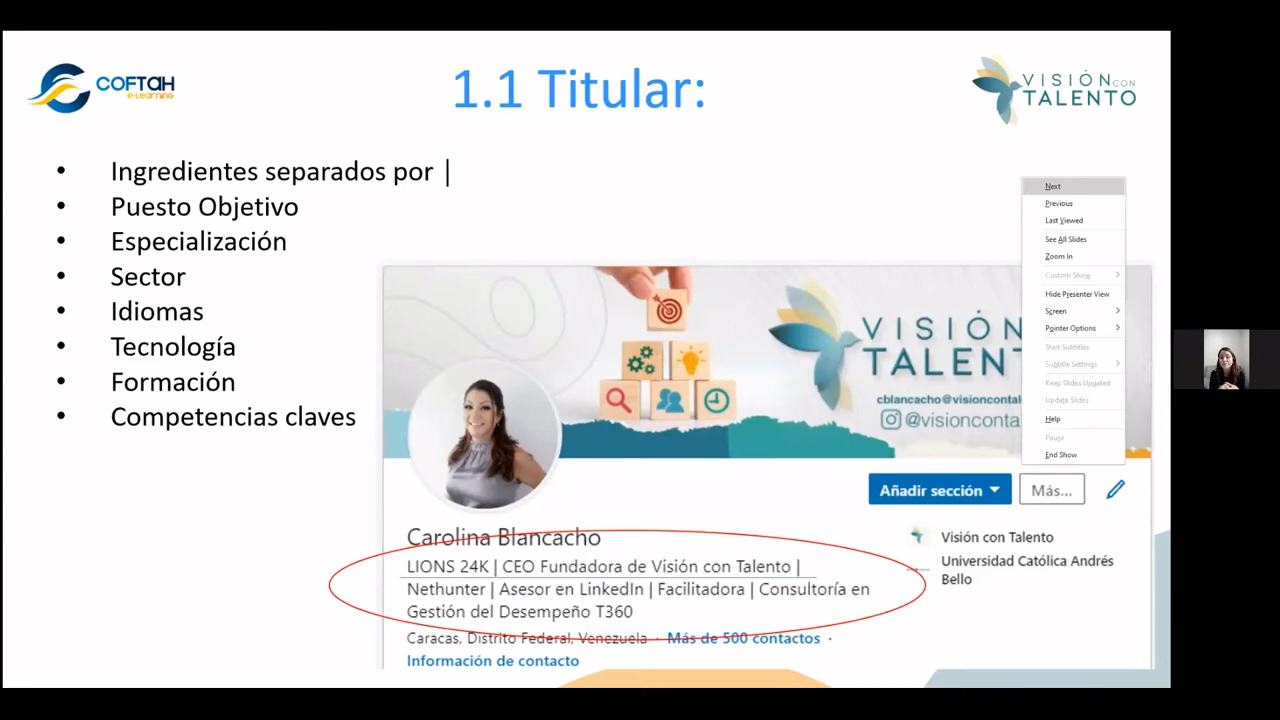 COFTAH
e-Learning
1.1 Titular:
VISIÓN CON
TALENTO
• Ingredientes separados por |
• Puesto Objetivo
• Especialización
• Sector
• Idiomas
• Tecnología
• Formación
• Competencias claves
Next
Previous
Last Viewed
See All Slides
Zoom In
Custom Show
Hide Presenter View
Screen
Pointer Options
Start Subtitles
Subtitle Settings
Keep Slides Updated
Update Slides
Help
Pause
End Show
VISIÓN
TALENT
cblancacho@visioncontal
@visionconta
Añadir sección
Más...
Carolina Blancacho
LIONS 24K | CEO Fundadora de Visión con Talento |
Nethunter | Asesor en LinkedIn | Facilitadora | Consultoría en
Gestión del Desempeño T360
Caracas, Distrito Federal, Venezuela · Más de 500 contactos ·
Información de contacto
Visión con Talento
Universidad Católica Andrés
Bello